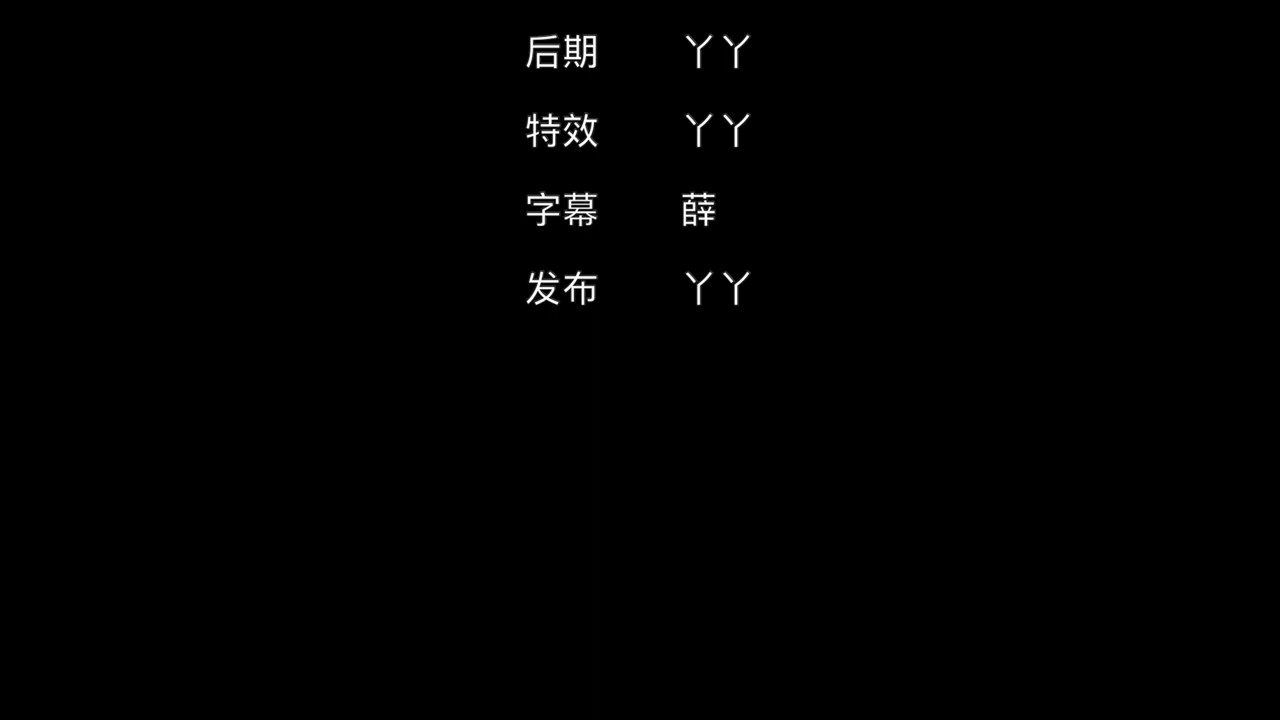 后期 丫丫
特效 丫丫
字幕 薛
发布 丫丫